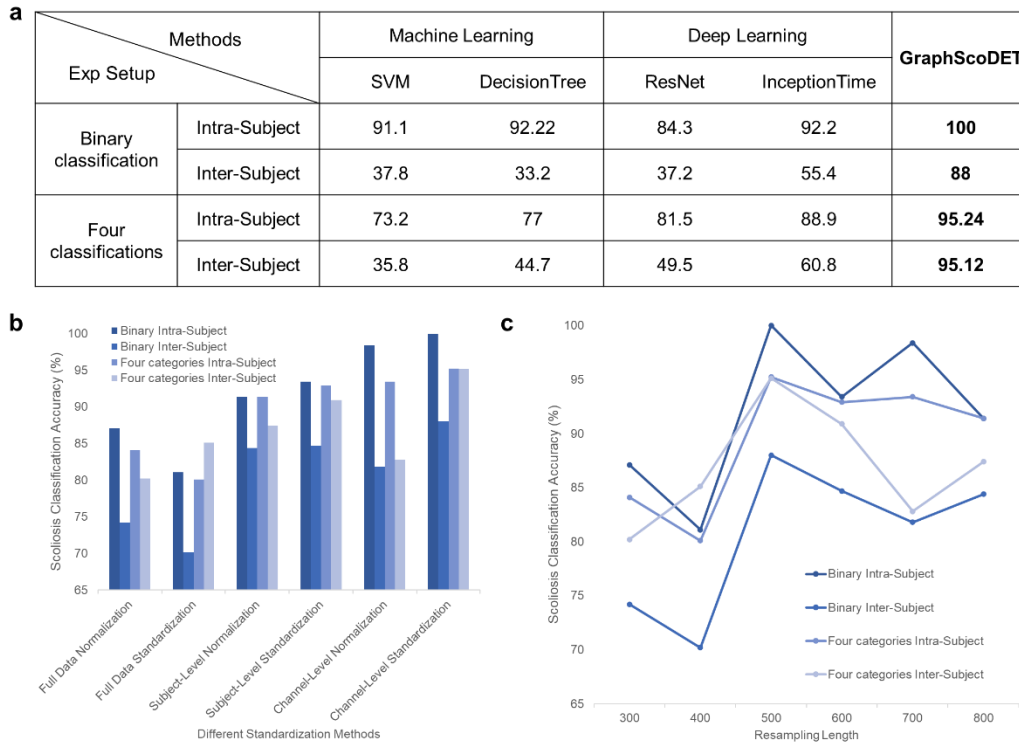 a
Methods
Exp Setup
Machine Learning
Deep Learning
GraphScoDET
SVM
DecisionTree
ResNet
InceptionTime
Binary
classification
Intra-Subject
91.1
92.22
84.3
92.2
100
Inter-Subject
37.8
33.2
37.2
55.4
88
Four
classifications
Intra-Subject
73.2
77
81.5
88.9
95.24
Inter-Subject
35.8
44.7
49.5
60.8
95.12
b
Scoliosis Classification Accuracy (%)
100
95
90
85
80
75
70
65
Binary Intra-Subject
Binary Inter-Subject
Four categories Intra-Subject
Four categories Inter-Subject
Full Data Normalization
Full Data Standardization
Subject-Level Normalization
Subject-Level Standardization
Channel-Level Normalization
Channel-Level Standardization
Different Standardization Methods
c
Scoliosis Classification Accuracy (%)
100
95
90
85
80
75
70
65
Binary Intra-Subject
Binary Inter-Subject
Four categories Intra-Subject
Four categories Inter-Subject
300
400
500
600
700
800
Resampling Length